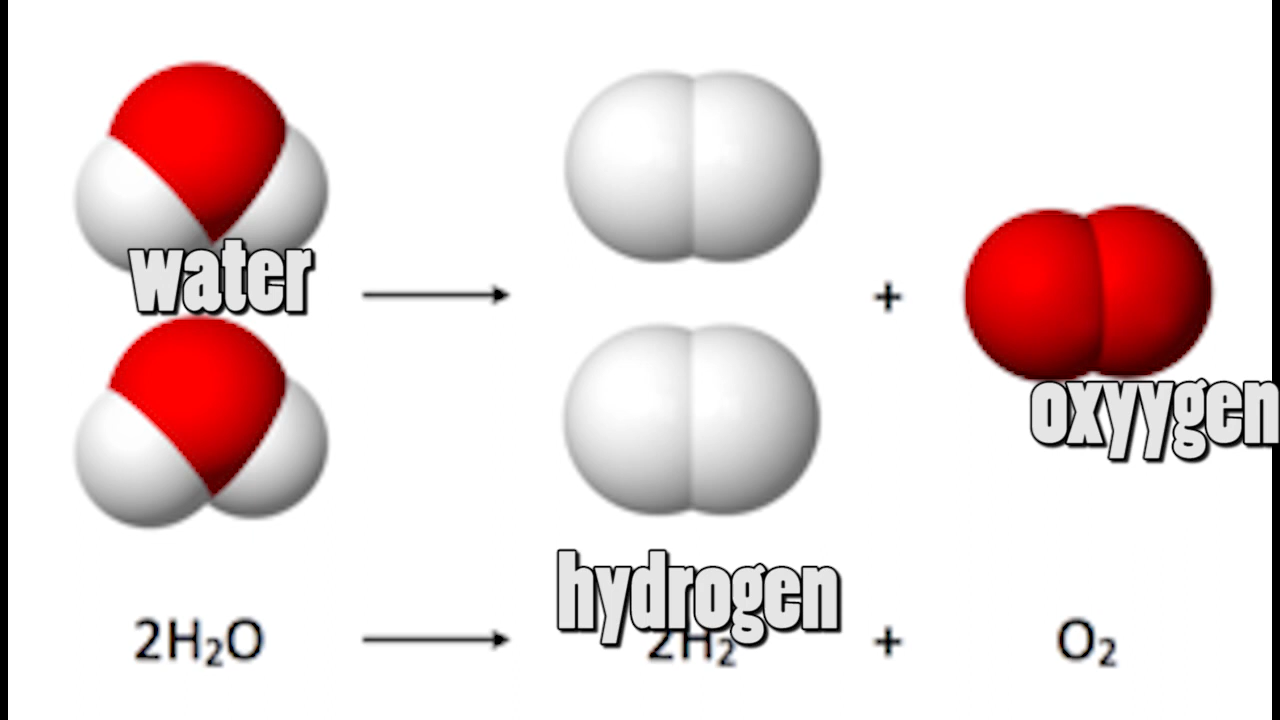 water
+
oxyygen
hydrogen
2H₂O → 2H₂ + O₂